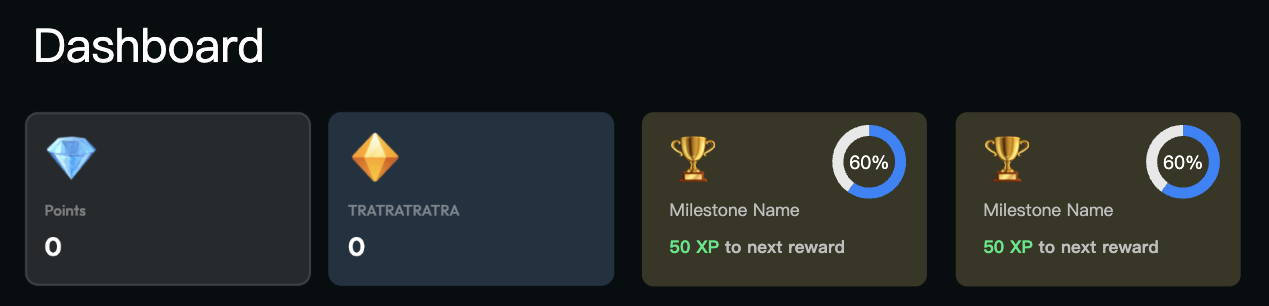 Dashboard
Points
0
TRATRATRATRA
0
60%
Milestone Name
50 XP to next reward
60%
Milestone Name
50 XP to next reward